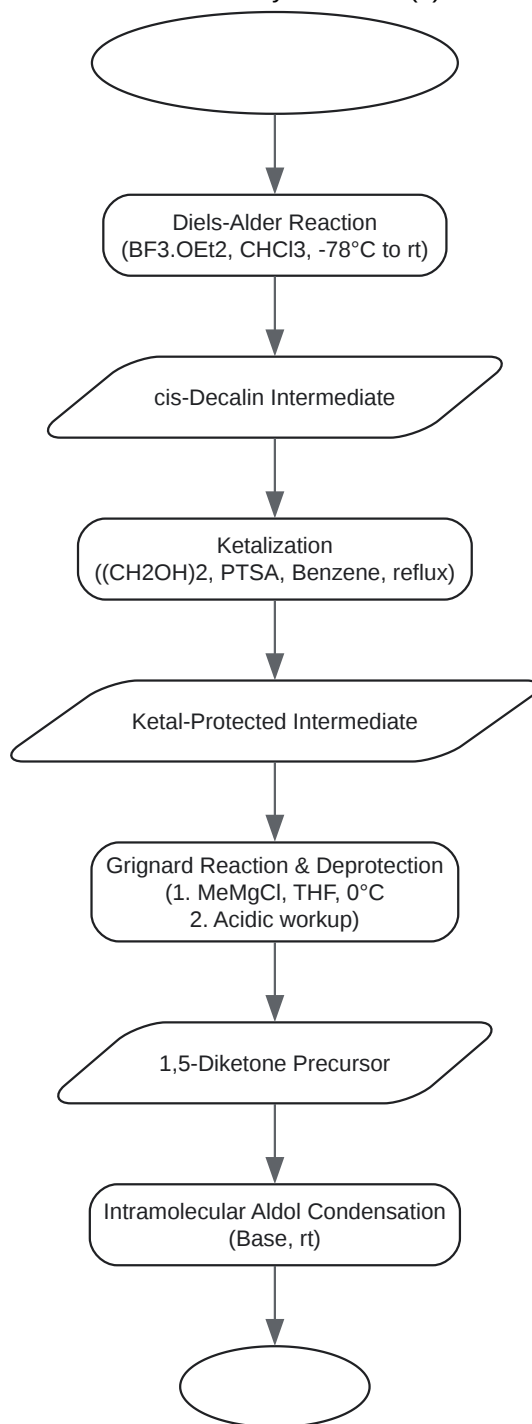 Diels-Alder Reaction
(BF3.OEt2, CHCl3, -78°C to rt)
cis-Decalin Intermediate
Ketalization
((CH2OH)2, PTSA, Benzene, reflux)
Ketal-Protected Intermediate
Grignard Reaction & Deprotection
(1. MeMgCl, THF, 0°C
2. Acidic workup)
1,5-Diketone Precursor
Intramolecular Aldol Condensation
(Base, rt)